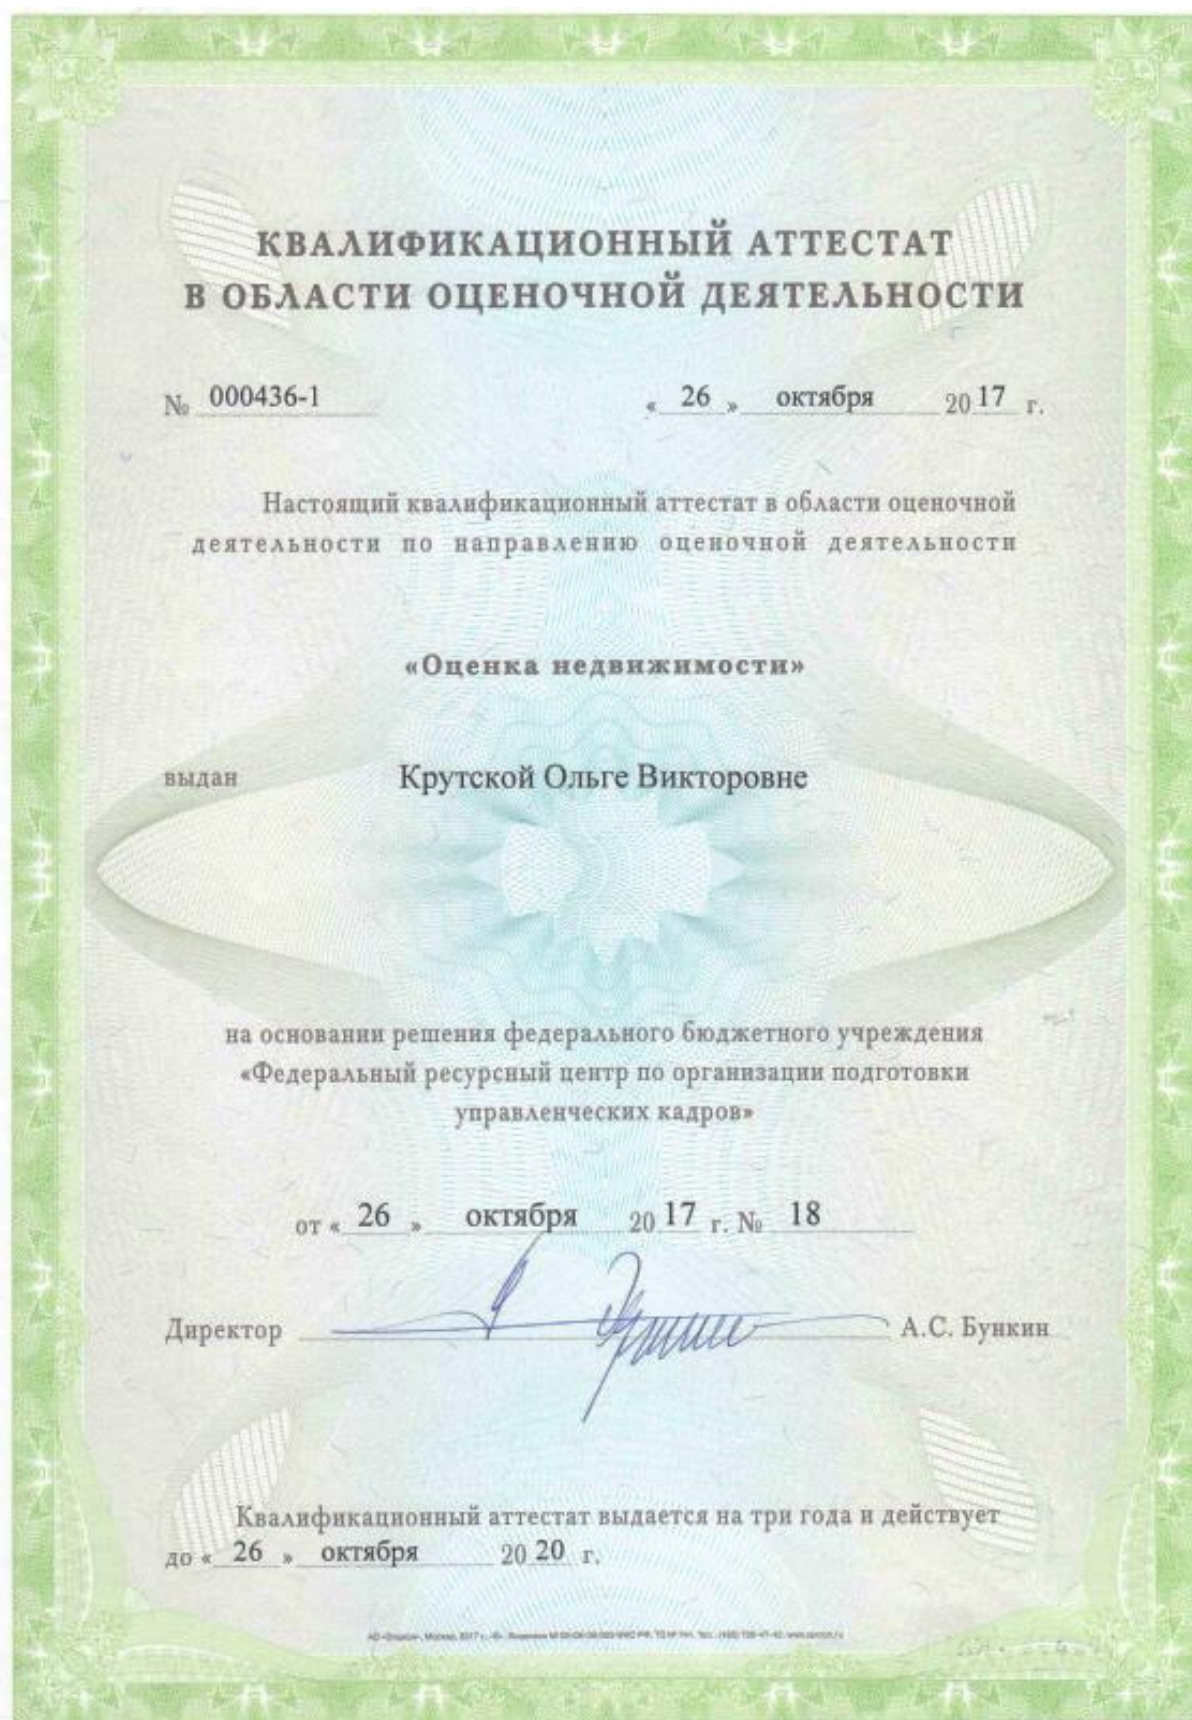 КВАЛИФИКАЦИОННЫЙ АТТЕСТАТ
В ОБЛАСТИ ОЦЕНОЧНОЙ ДЕЯТЕЛЬНОСТИ
№ 000436-1 « 26 » октября 2017 г.
Настоящий квалификационный аттестат в области оценочной
деятельности по направлению оценочной деятельности
«Оценка недвижимости»
выдан Крутской Ольге Викторовне
на основании решения федерального бюджетного учреждения
«Федеральный ресурсный центр по организации подготовки
управленческих кадров»
от « 26 » октября 2017 г. № 18
Директор А.С. Бункин
Квалификационный аттестат выдается на три года и действует
до « 26 » октября 2020 г.
Москва, 2017 г.